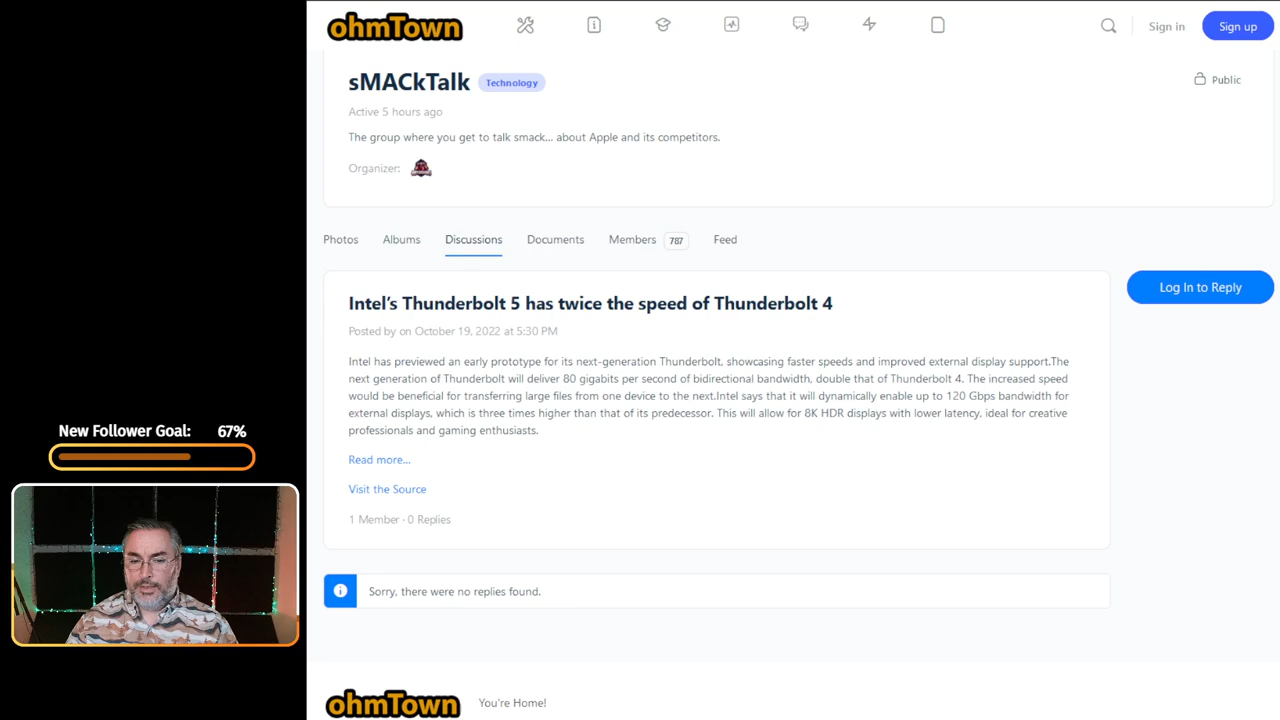 ohmTown
Sign in
Sign up
sMACkTalk
Technology
Public
Active 5 hours ago
The group where you get to talk smack... about Apple and its competitors.
Organizer:
Photos
Albums
Discussions
Documents
Members 787
Feed
Intel's Thunderbolt 5 has twice the speed of Thunderbolt 4
Log In to Reply
Posted by on October 19, 2022 at 5:30 PM
Intel has previewed an early prototype for its next-generation Thunderbolt, showcasing faster speeds and improved external display support.The
next generation of Thunderbolt will deliver 80 gigabits per second of bidirectional bandwidth, double that of Thunderbolt 4. The increased speed
would be beneficial for transferring large files from one device to the next.Intel says that it will dynamically enable up to 120 Gbps bandwidth for
external displays, which is three times higher than that of its predecessor. This will allow for 8K HDR displays with lower latency, ideal for creative
professionals and gaming enthusiasts.
Read more...
Visit the Source
1 Member · 0 Replies
Sorry, there were no replies found.
New Follower Goal: 67%
ohmTown
You're Home!